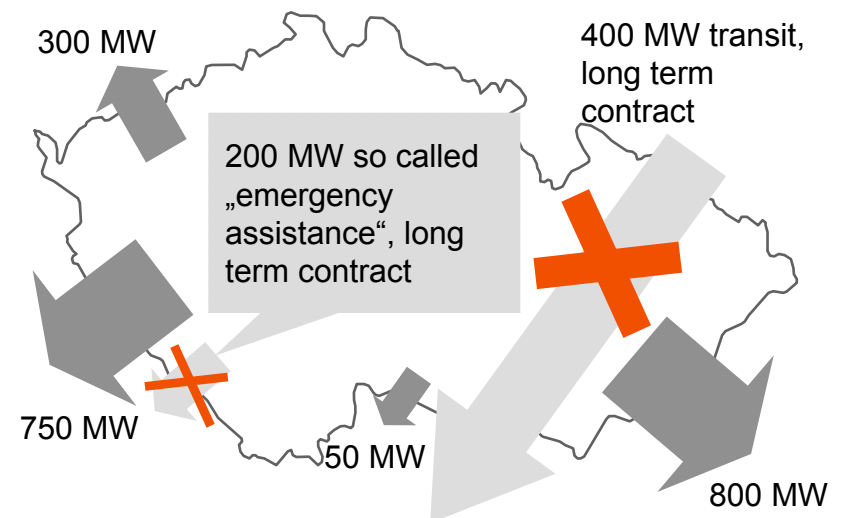 300 MW
400 MW transit,
long term
contract
200 MW so called
„emergency
assistance“, long
term contract
750 MW
50 MW
800 MW